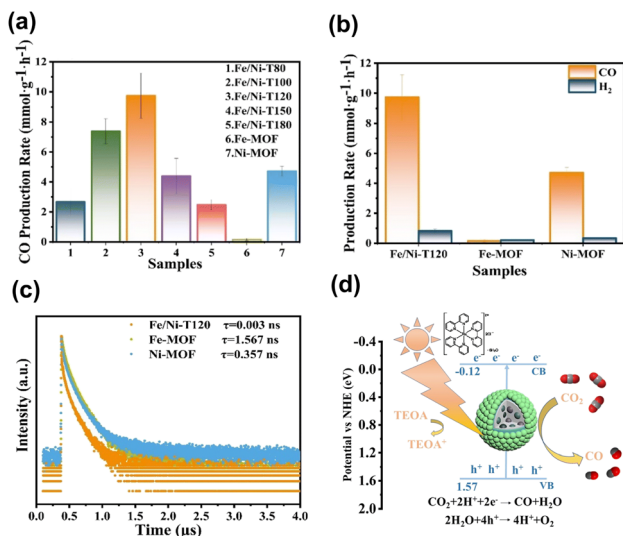 (a)
CO Production Rate (mmol·g⁻¹·h⁻¹)
14
12
10
8
6
4
2
0
1.Fe/Ni-T80
2.Fe/Ni-T100
3.Fe/Ni-T120
4.Fe/Ni-T150
5.Fe/Ni-T180
6.Fe-MOF
7.Ni-MOF
1 2 3 4 5 6 7
Samples
(b)
Production Rate (mmol·g⁻¹·h⁻¹)
12
10
8
6
4
2
0
CO
H₂
Fe/Ni-T120 Fe-MOF Ni-MOF
Samples
(c)
Intensity (a.u.)
Fe/Ni-T120 τ=0.003 ns
Fe-MOF τ=1.567 ns
Ni-MOF τ=0.357 ns
0.0 0.5 1.0 1.5 2.0 2.5 3.0 3.5 4.0
Time (μs)
(d)
Potential vs NHE (eV)
-0.4
0.0
0.4
0.8
1.2
1.6
2.0
e⁻ e⁻ e⁻ e⁻
-0.12 CB
TEOA
TEOA⁺
CO₂
CO
h⁺ h⁺ h⁺ h⁺
1.57 VB
CO₂+2H⁺+2e⁻→CO+H₂O
2H₂O+4h⁺→4H⁺+O₂